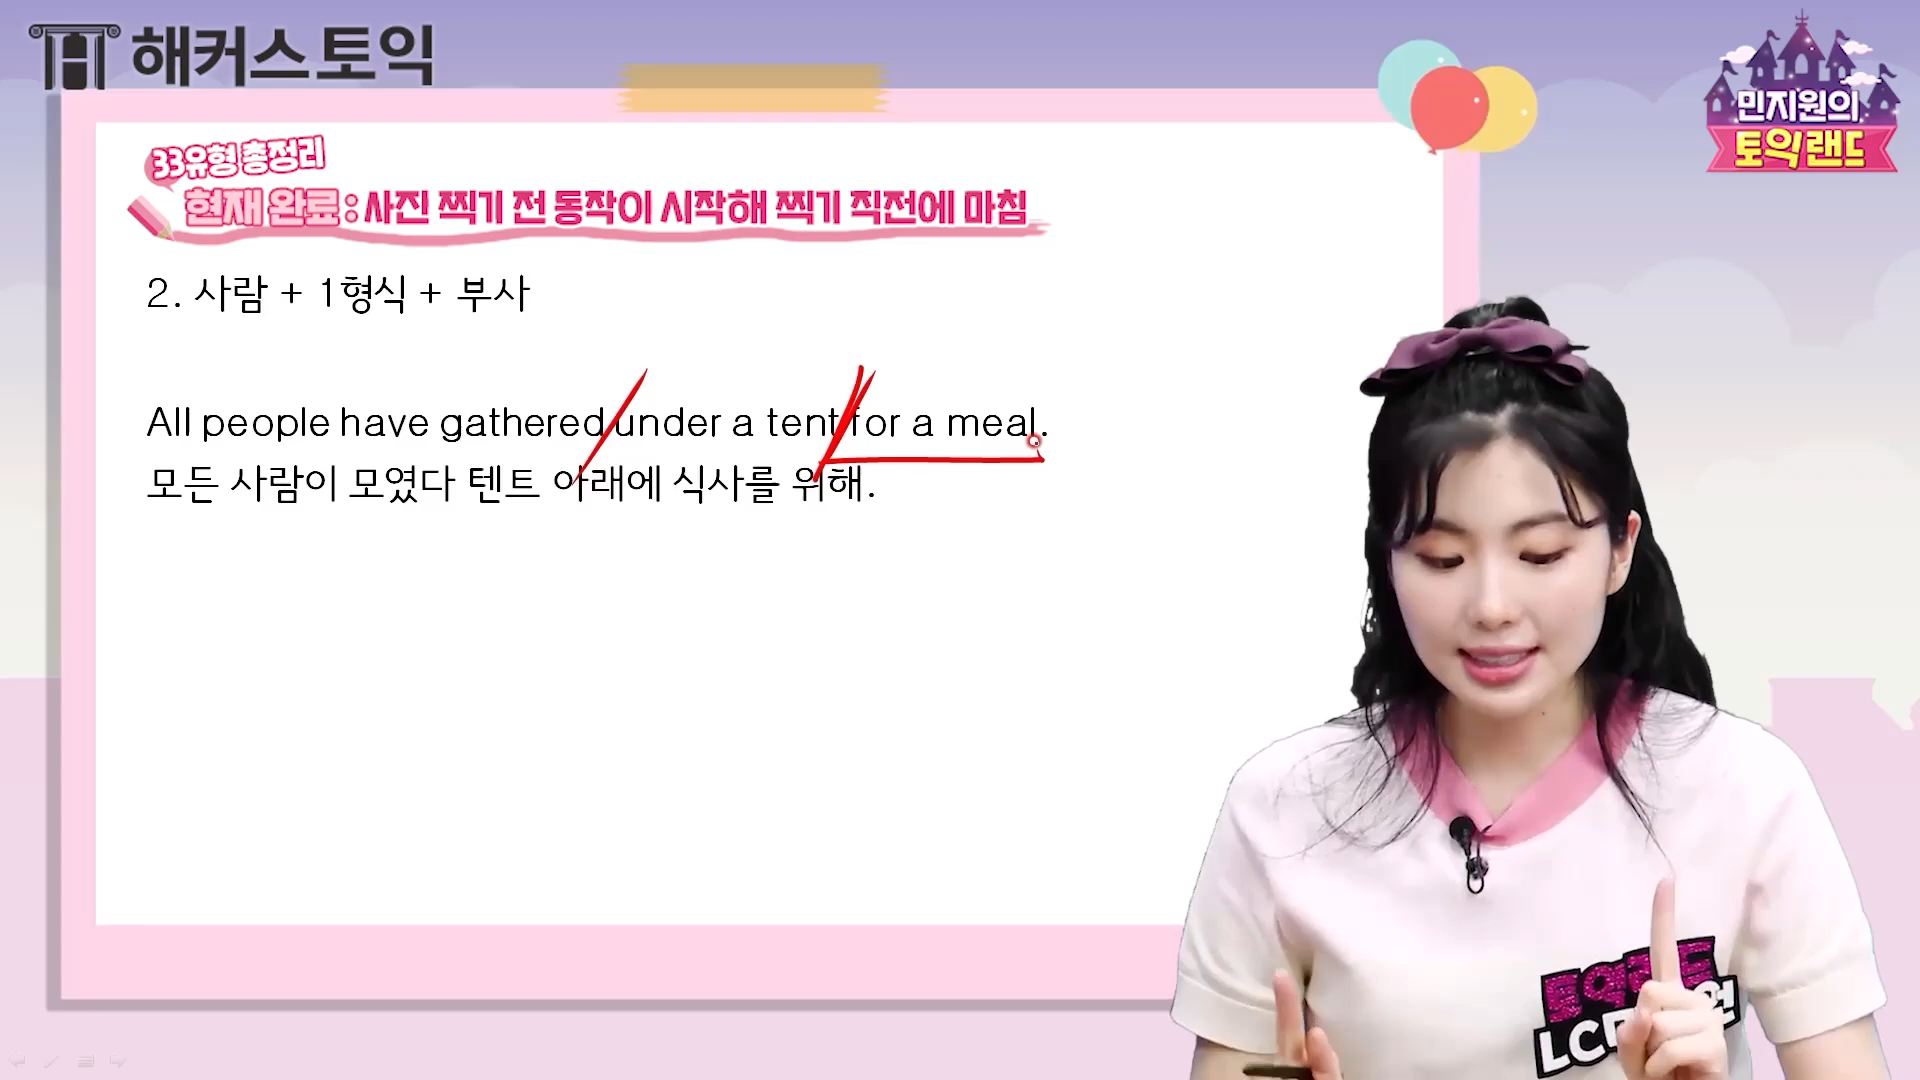 해커스토익
민지원의
토익랜드
33유형 총정리
현재 완료 : 사진 찍기 전 동작이 시작해 찍기 직전에 마침
2. 사람 + 1형식 + 부사
All people have gathered under a tent for a meal.
모든 사람이 모였다 텐트 아래에 식사를 위해.
LC